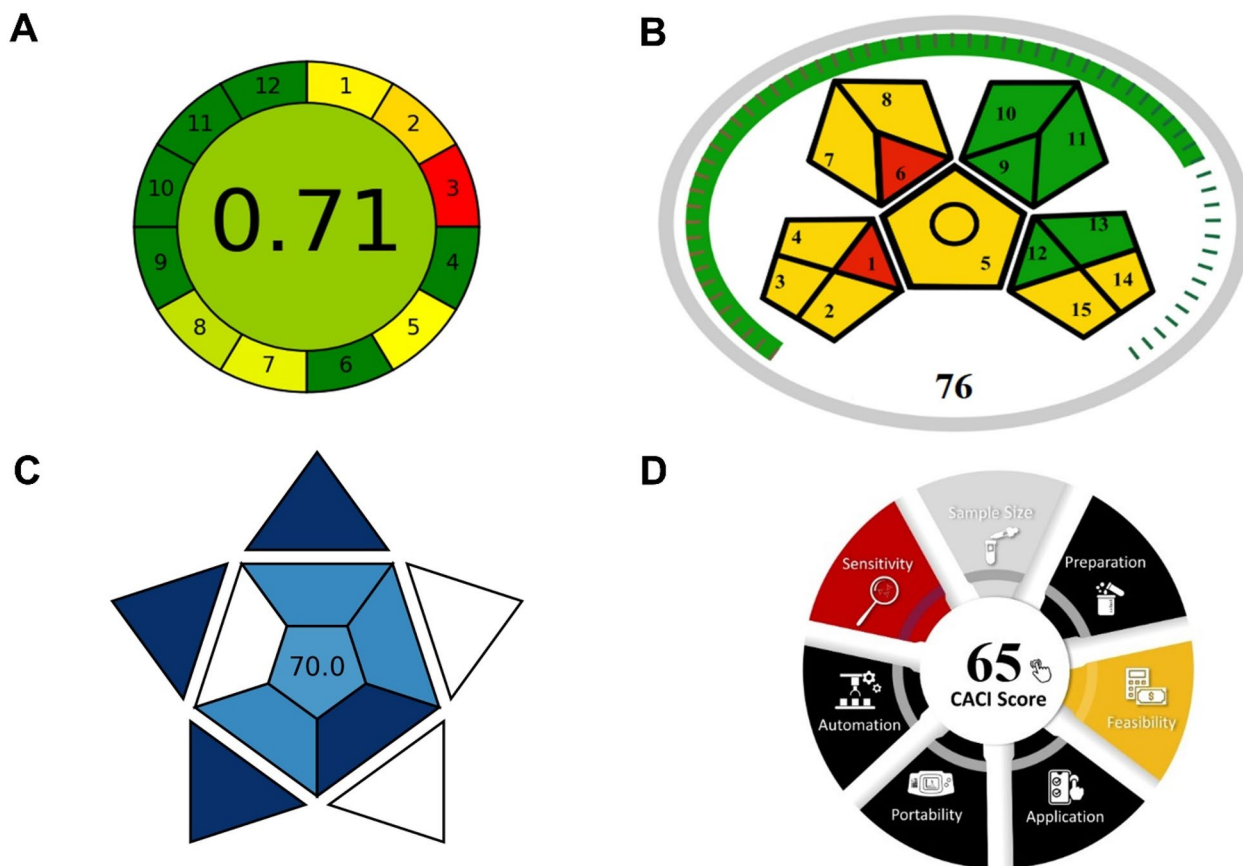 A
12
1
11
2
10
0.71
3
9
4
8
5
7
6
B
8
10
11
7
6
9
4
1
5
12
13
3
14
2
15
76
C
70.0
D
Sample Size
Sensitivity
Preparation
65
CACI Score
Automation
Feasibility
Portability
Application